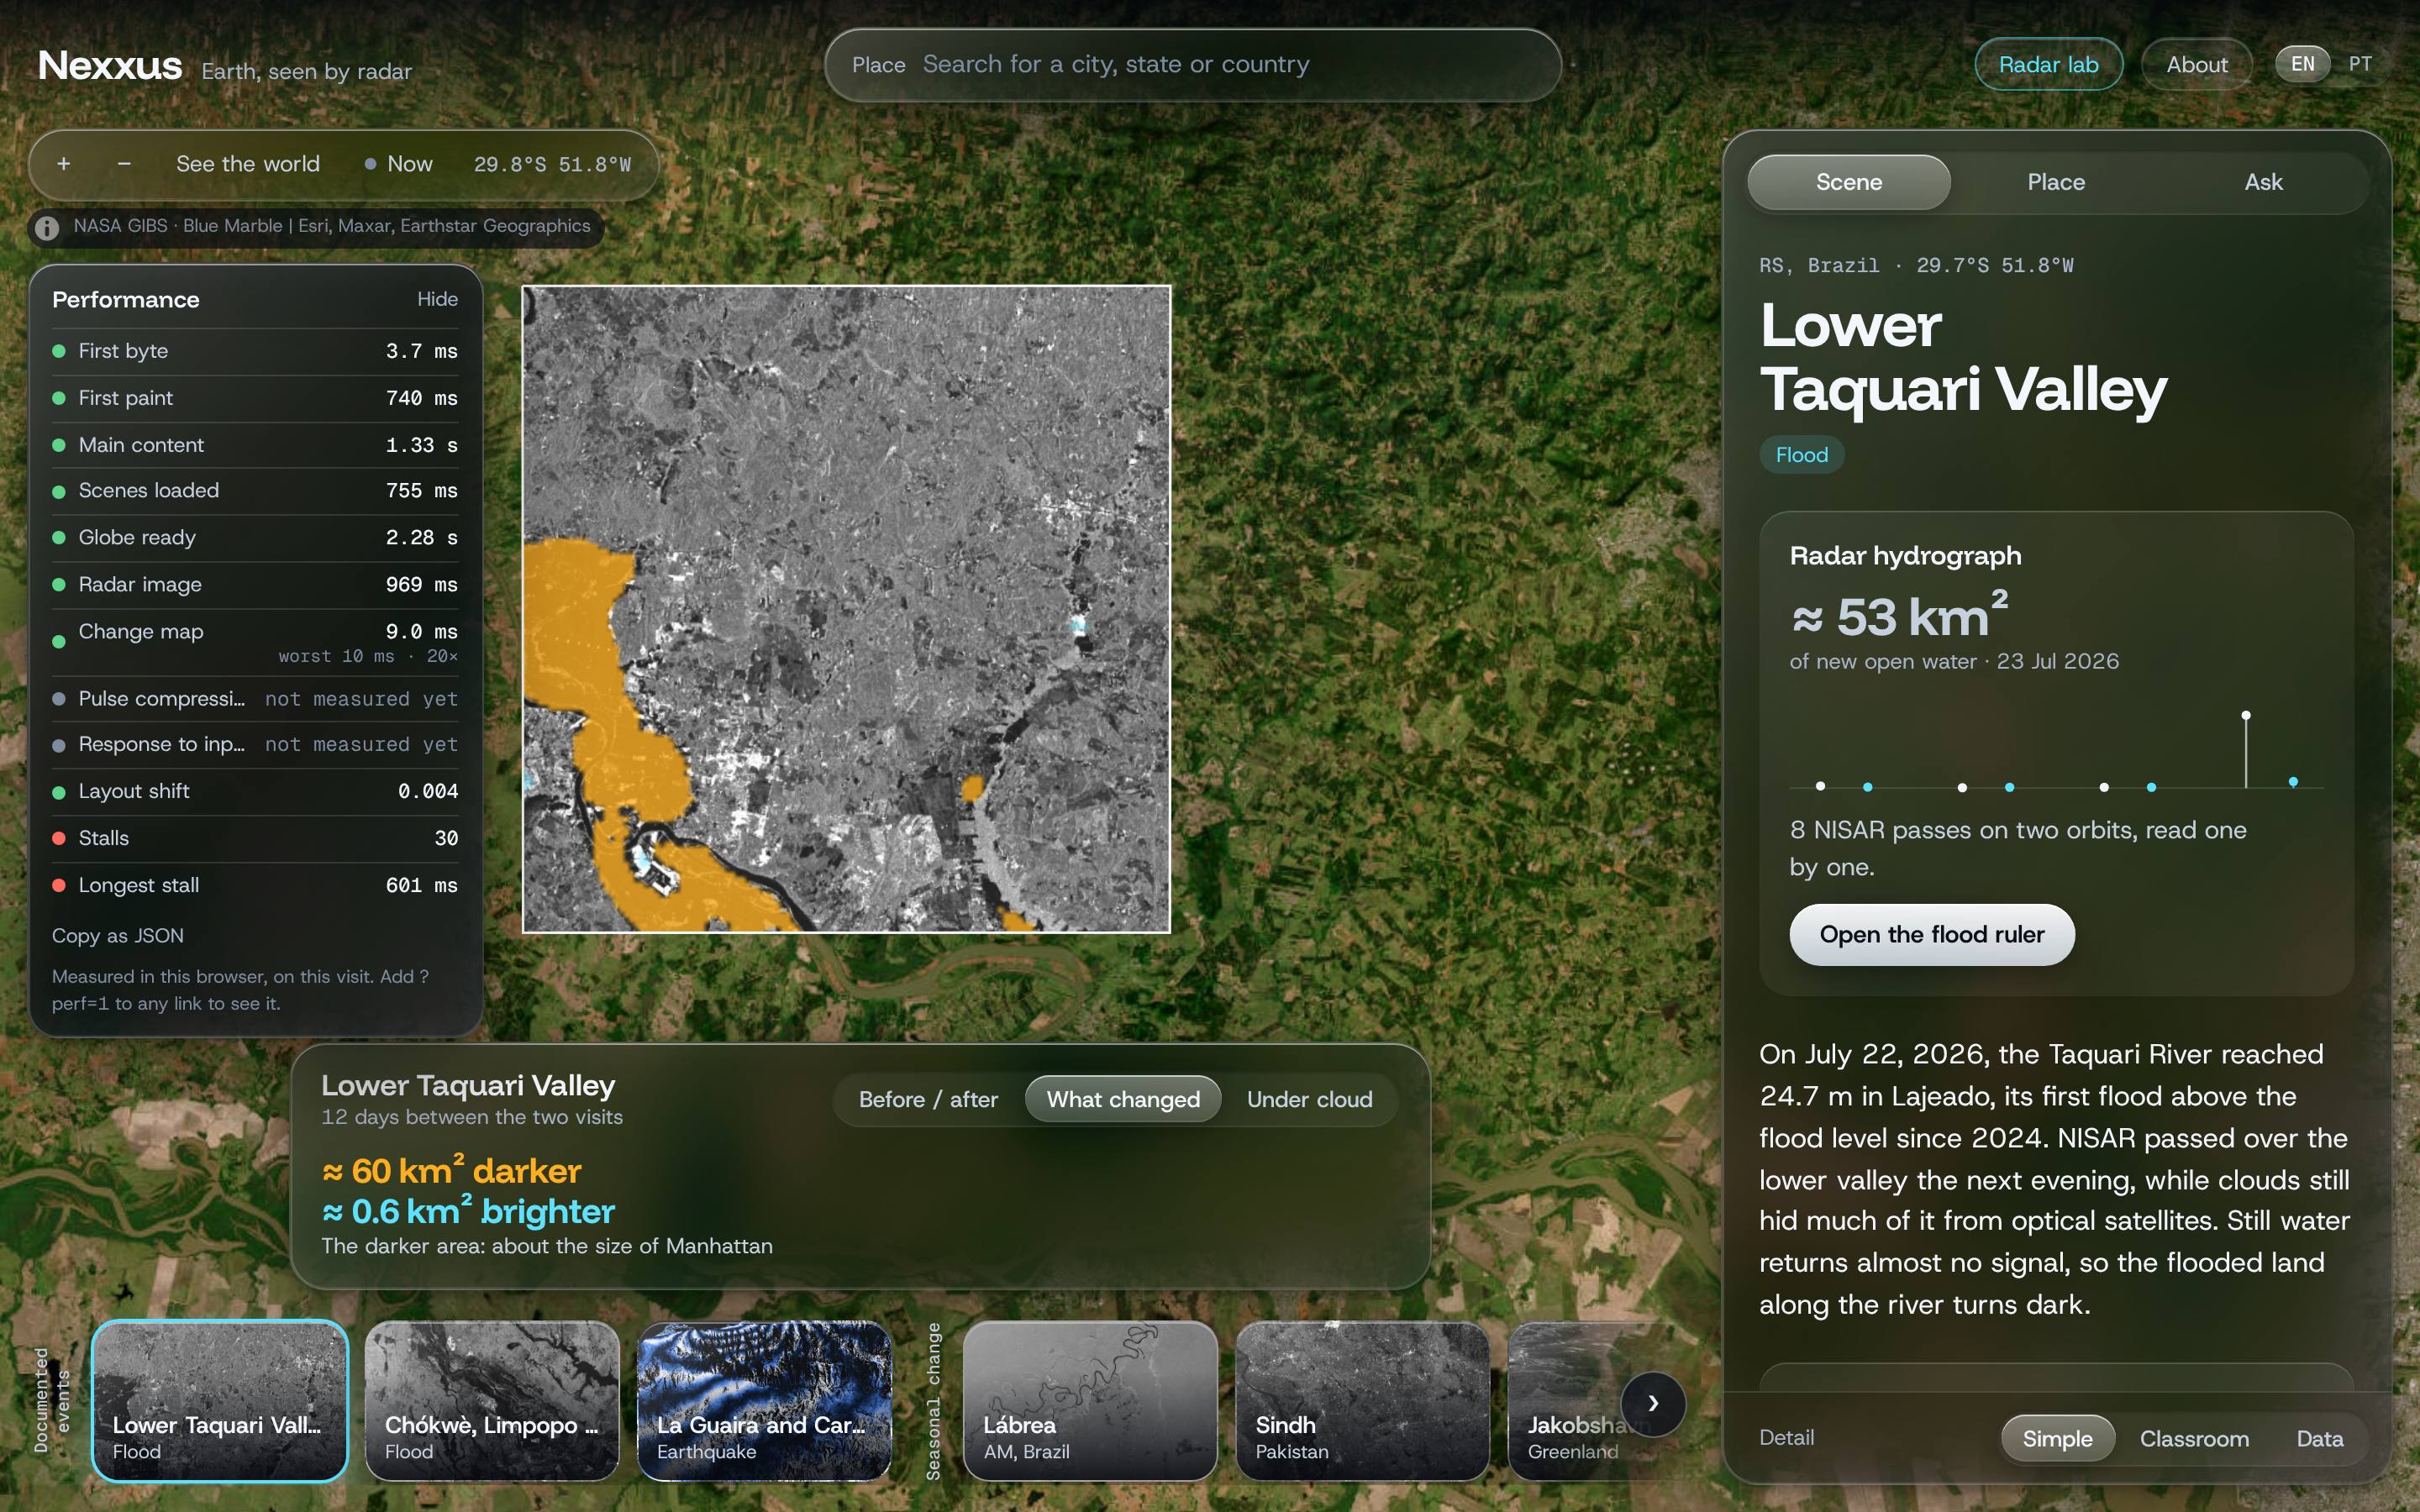 Nexxus Earth, seen by radar
Place Search for a city, state or country
Radar lab About EN PT
+ − See the world Now 29.8°S 51.8°W
NASA GIBS · Blue Marble | Esri, Maxar, Earthstar Geographics
Performance Hide
First byte 3.7 ms
First paint 740 ms
Main content 1.33 s
Scenes loaded 755 ms
Globe ready 2.28 s
Radar image 969 ms
Change map 9.0 ms
worst 10 ms · 20×
Pulse compressi… not measured yet
Response to inp… not measured yet
Layout shift 0.004
Stalls 30
Longest stall 601 ms
Copy as JSON
Measured in this browser, on this visit. Add ?
perf=1 to any link to see it.
Lower Taquari Valley
12 days between the two visits
Before / after What changed Under cloud
≈ 60 km² darker
≈ 0.6 km² brighter
The darker area: about the size of Manhattan
Documented
events
Lower Taquari Vall…
Flood
Chókwè, Limpopo …
Flood
La Guaira and Car…
Earthquake
Seasonal change
Lábrea
AM, Brazil
Sindh
Pakistan
Jakobshavn
Greenland
›
Scene Place Ask
RS, Brazil · 29.7°S 51.8°W
Lower
Taquari Valley
Flood
Radar hydrograph
≈ 53 km²
of new open water · 23 Jul 2026
8 NISAR passes on two orbits, read one
by one.
Open the flood ruler
On July 22, 2026, the Taquari River reached
24.7 m in Lajeado, its first flood above the
flood level since 2024. NISAR passed over the
lower valley the next evening, while clouds still
hid much of it from optical satellites. Still water
returns almost no signal, so the flooded land
along the river turns dark.
Detail Simple Classroom Data